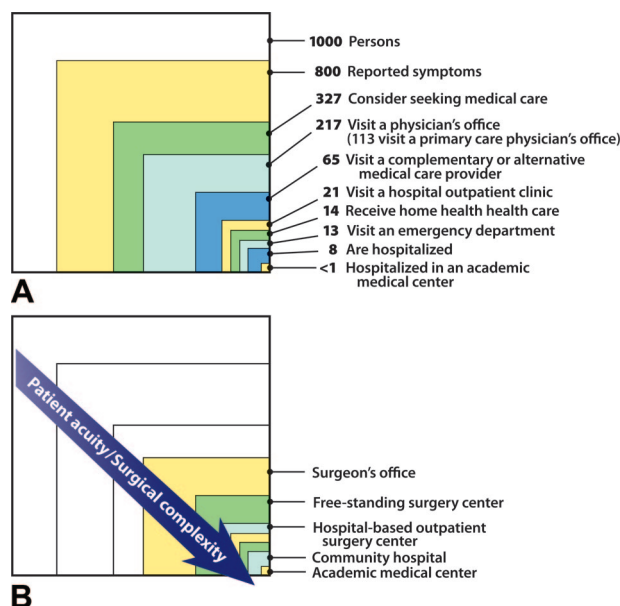 1000 Persons
800 Reported symptoms
327 Consider seeking medical care
217 Visit a physician's office
(113 visit a primary care physician's office)
65 Visit a complementary or alternative
medical care provider
21 Visit a hospital outpatient clinic
14 Receive home health health care
13 Visit an emergency department
8 Are hospitalized
<1 Hospitalized in an academic
medical center
A
Patient acuity/Surgical complexity
Surgeon's office
Free-standing surgery center
Hospital-based outpatient
surgery center
Community hospital
Academic medical center
B